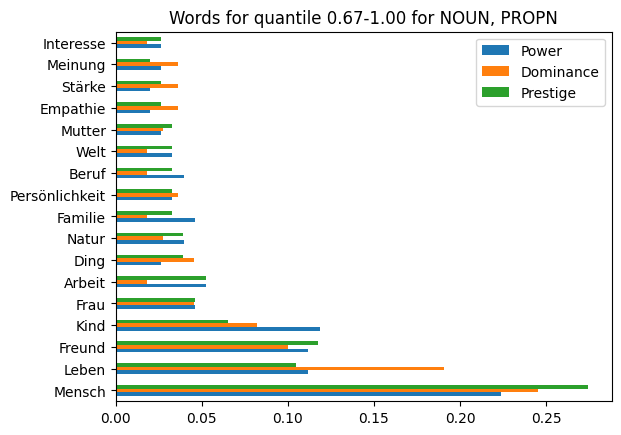 Words for quantile 0.67-1.00 for NOUN, PROPN
Interesse
Meinung
Stärke
Empathie
Mutter
Welt
Beruf
Persönlichkeit
Familie
Natur
Ding
Arbeit
Frau
Kind
Freund
Leben
Mensch
Power
Dominance
Prestige
0.00 0.05 0.10 0.15 0.20 0.25